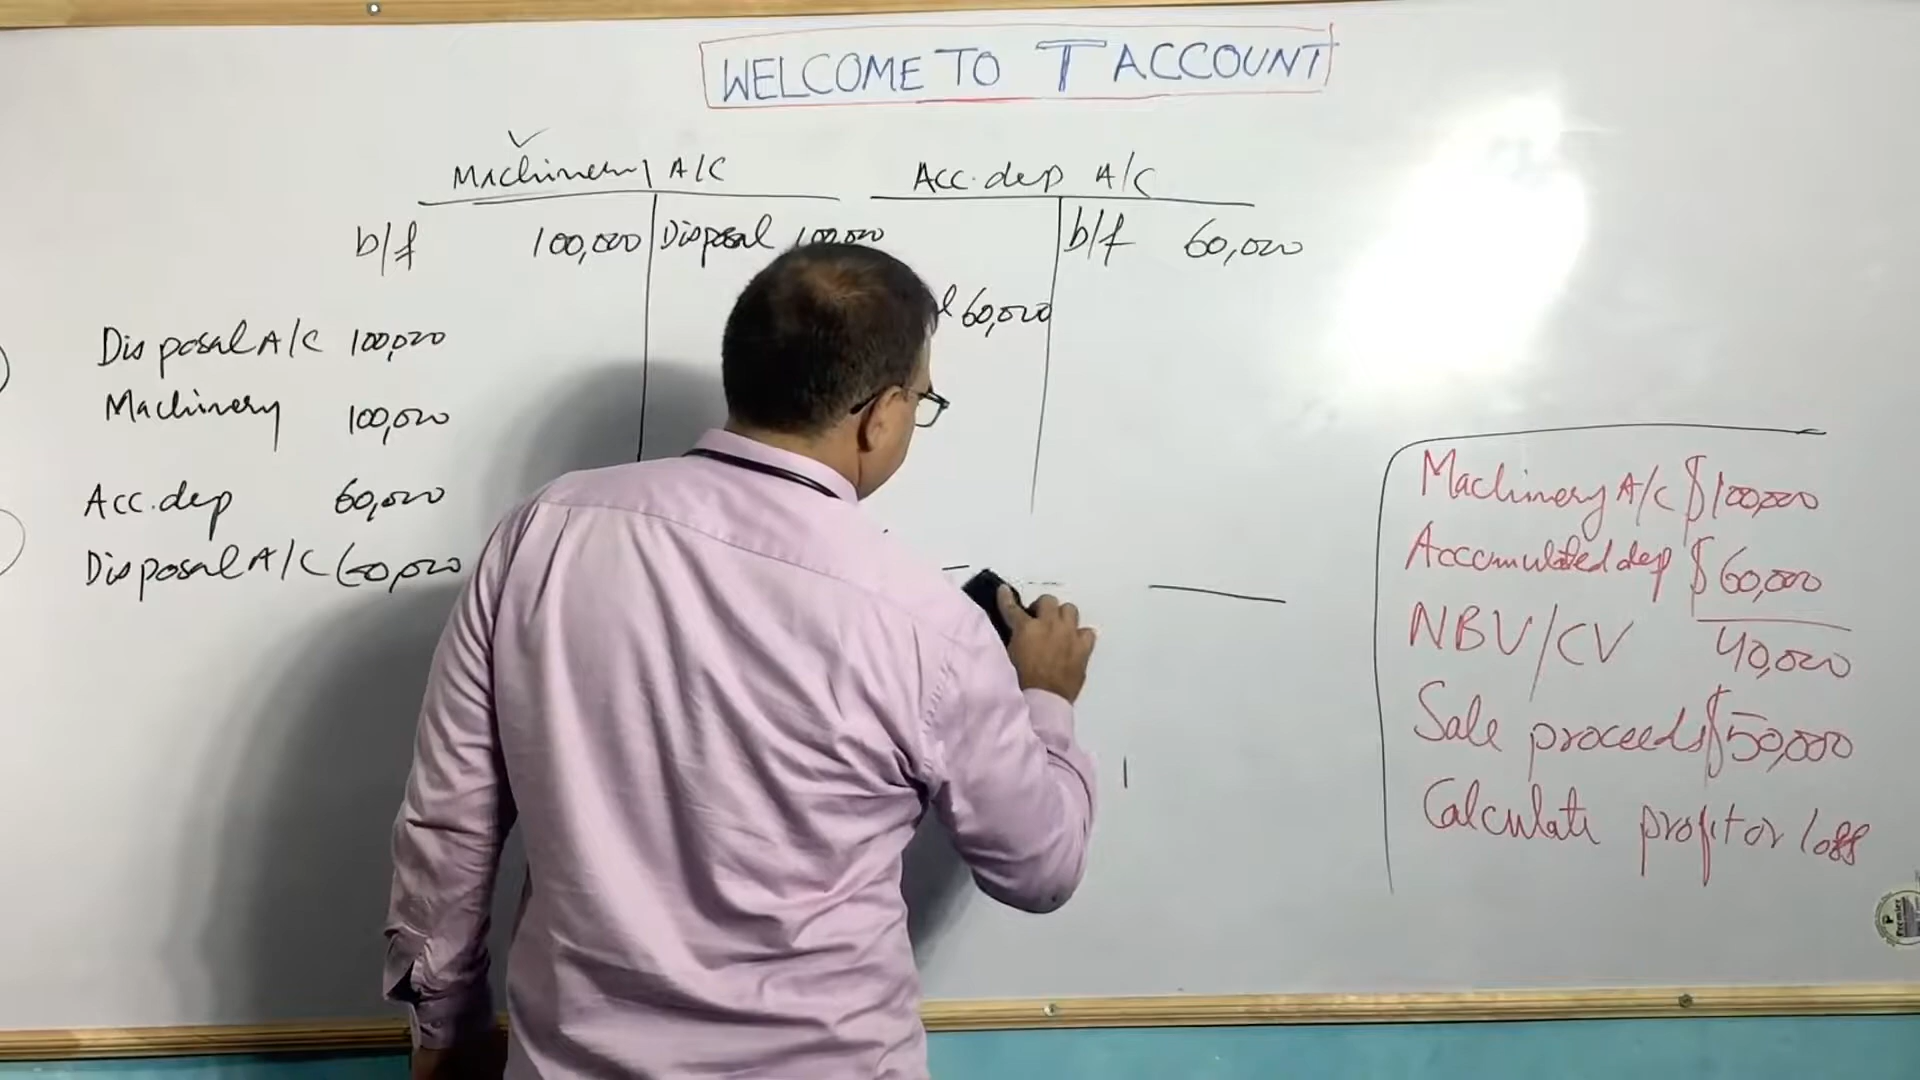 WELCOME TO T ACCOUNT
Machinery A/C
Acc. dep A/C
b/f 100,000 Disposal 100,000
b/f 60,000
60,000
Disposal A/C 100,000
Machinery 100,000
Acc. dep 60,000
Disposal A/C 60,000
Machinery A/C $100,000
Accumulated dep $60,000
NBV/CV 40,000
Sale proceeds $50,000
Calculate profit or loss
Premier